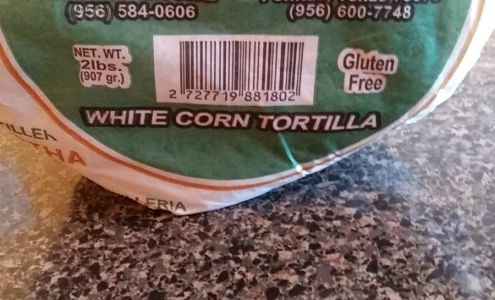 (956) 584-0606
(956) 600-7748
NET. WT.
2lbs.
(907 gr.)
2 727719 881802
Gluten
Free
WHITE CORN TORTILLA